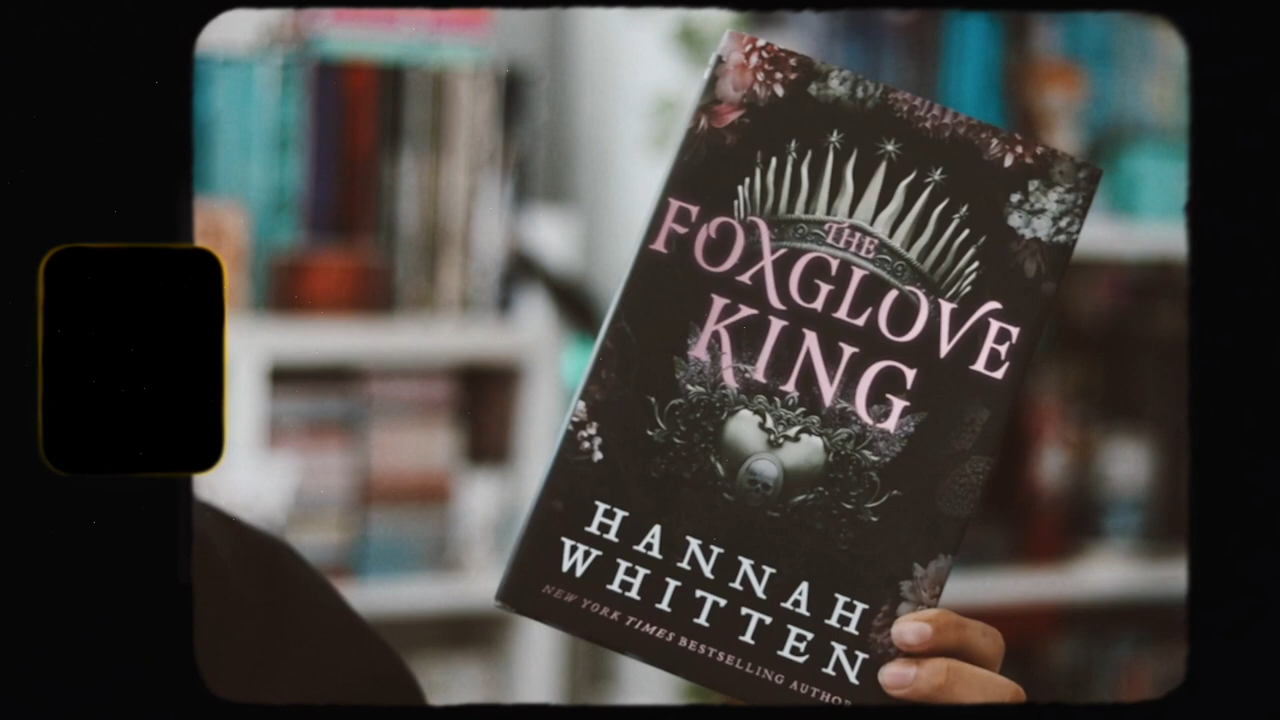 THE
FOXGLOVE
KING
HANNAH
WHITTEN
NEW YORK TIMES BESTSELLING AUTHOR